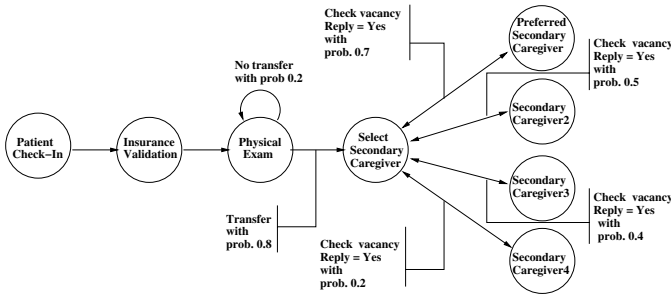 Check vacancy
Reply = Yes
with
prob. 0.7
Preferred
Secondary
Caregiver
Check vacancy
Reply = Yes
with
prob. 0.5
No transfer
with prob 0.2
Patient
Check-In
Insurance
Validation
Physical
Exam
Select
Secondary
Caregiver
Secondary
Caregiver2
Secondary
Caregiver3
Transfer
with
prob. 0.8
Check vacancy
Reply = Yes
with
prob. 0.2
Check vacancy
Reply = Yes
with
prob. 0.4
Secondary
Caregiver4